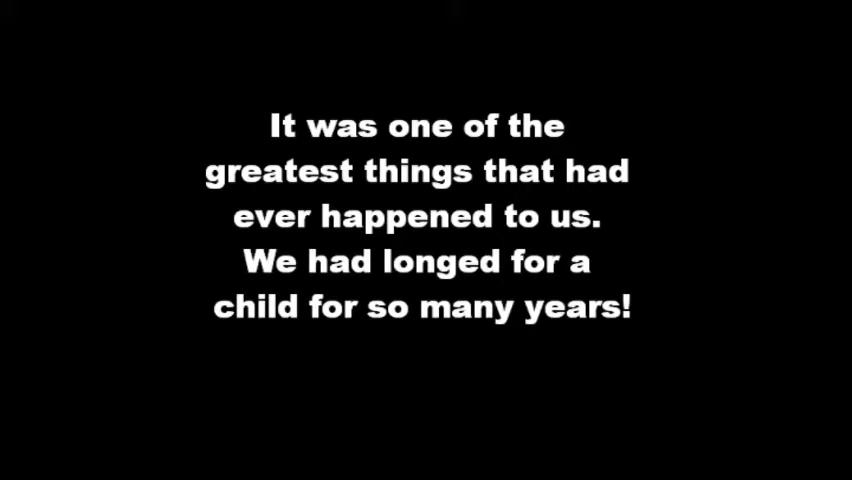 It was one of the
greatest things that had
ever happened to us.
We had longed for a
child for so many years!